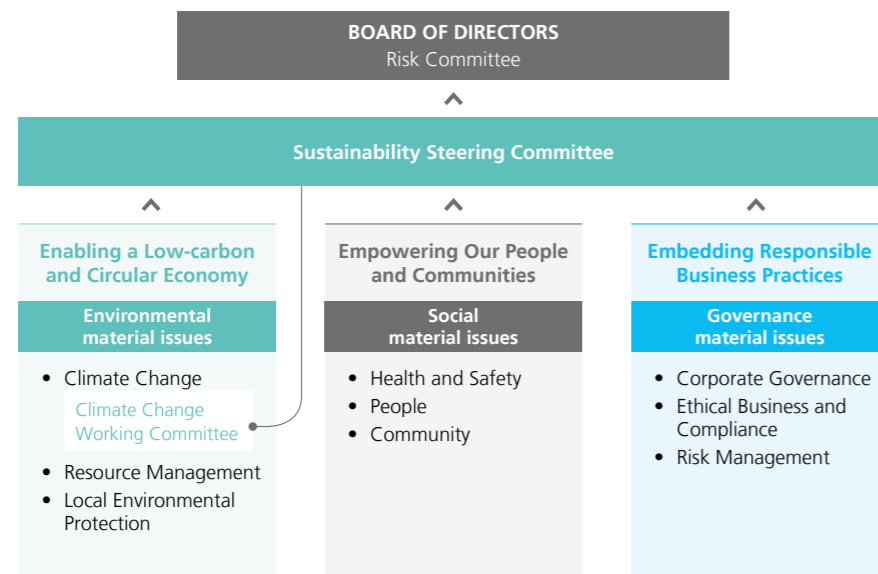 BOARD OF DIRECTORS
Risk Committee
Sustainability Steering Committee
Enabling a Low-carbon
and Circular Economy
Environmental
material issues
• Climate Change
Climate Change
Working Committee
• Resource Management
• Local Environmental
Protection
Empowering Our People
and Communities
Social
material issues
• Health and Safety
• People
• Community
Embedding Responsible
Business Practices
Governance
material issues
• Corporate Governance
• Ethical Business and
Compliance
• Risk Management